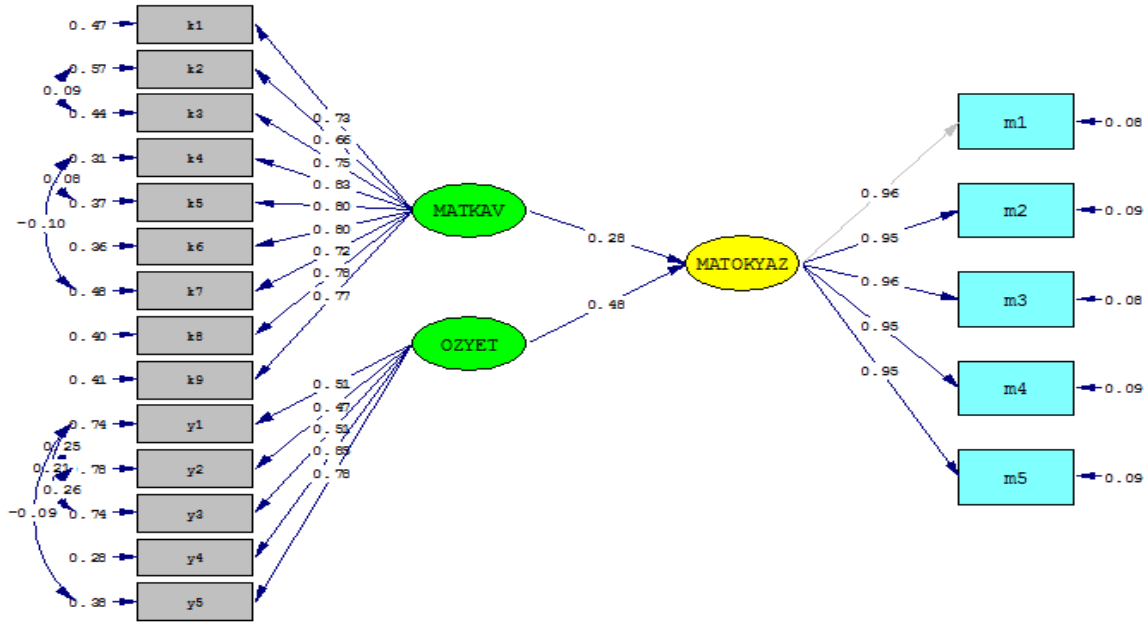 0.47 k1
0.57 k2
0.09
0.44 k3
0.31 k4
0.08
0.37 k5
-0.10
0.36 k6
0.48 k7
0.40 k8
0.41 k9
0.74 y1
0.25
0.21 .78 y2
0.26
-0.09 0.74 y3
0.28 y4
0.38 y5
0.73
0.66
0.75
0.83
0.80
0.80
0.72
0.78
0.77
MATKAV
OZYET
0.51
0.47
0.51
0.85
0.78
0.28
0.48
MATOKYAZ
0.96
0.95
0.96
0.95
0.95
m1 0.08
m2 0.09
m3 0.08
m4 0.09
m5 0.09